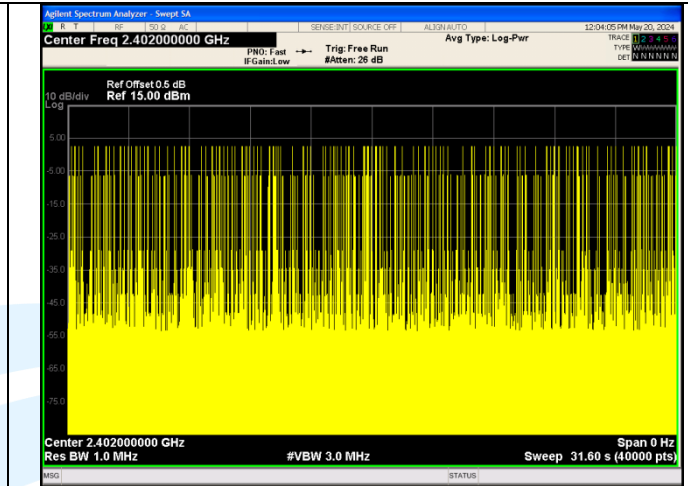 Agilent Spectrum Analyzer - Swept SA
R T RF 50 Ω AC SENSE:INT SOURCE OFF ALIGN AUTO 12:04:05 PM May 20, 2024
Center Freq 2.402000000 GHz
PNO: Fast Trig: Free Run
IFGain:Low #Atten: 26 dB
Avg Type: Log-Pwr
TRACE 1 2 3 4 5 6
TYPE
DET N N N N N N
Ref Offset 0.5 dB
10 dB/div Ref 15.00 dBm
Log
5.00
-5.00
-15.0
-25.0
-35.0
-45.0
-55.0
-65.0
-75.0
Center 2.402000000 GHz Span 0 Hz
Res BW 1.0 MHz #VBW 3.0 MHz Sweep 31.60 s (40000 pts)
MSG STATUS